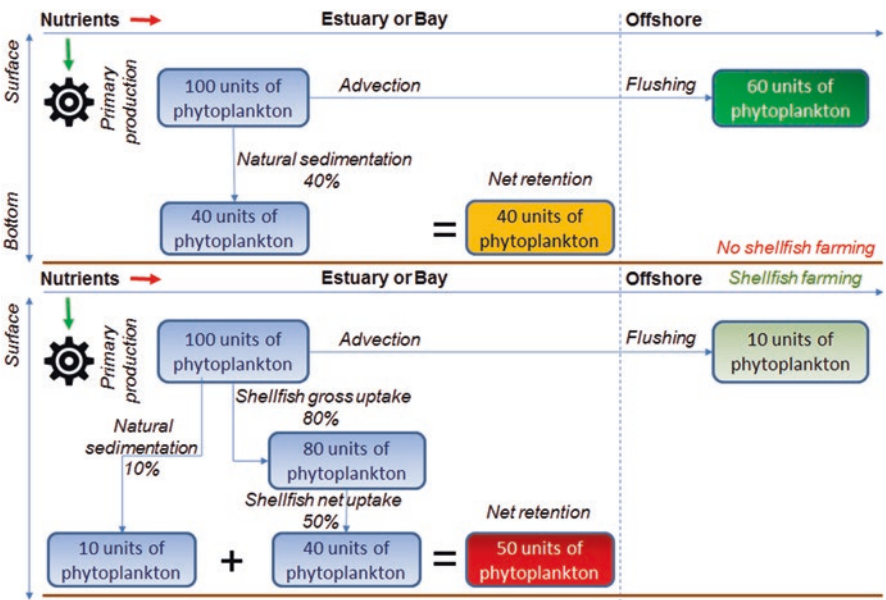 Nutrients
Estuary or Bay
Offshore
Surface
Primary
production
100 units of
phytoplankton
Advection
Flushing
60 units of
phytoplankton
Natural sedimentation
40%
Bottom
40 units of
phytoplankton
=
Net retention
40 units of
phytoplankton
No shellfish farming
Nutrients
Estuary or Bay
Offshore
Shellfish farming
Surface
Primary
production
100 units of
phytoplankton
Advection
Flushing
10 units of
phytoplankton
Natural
sedimentation
10%
Shellfish gross uptake
80%
80 units of
phytoplankton
Shellfish net uptake
50%
10 units of
phytoplankton
+
40 units of
phytoplankton
=
Net retention
50 units of
phytoplankton